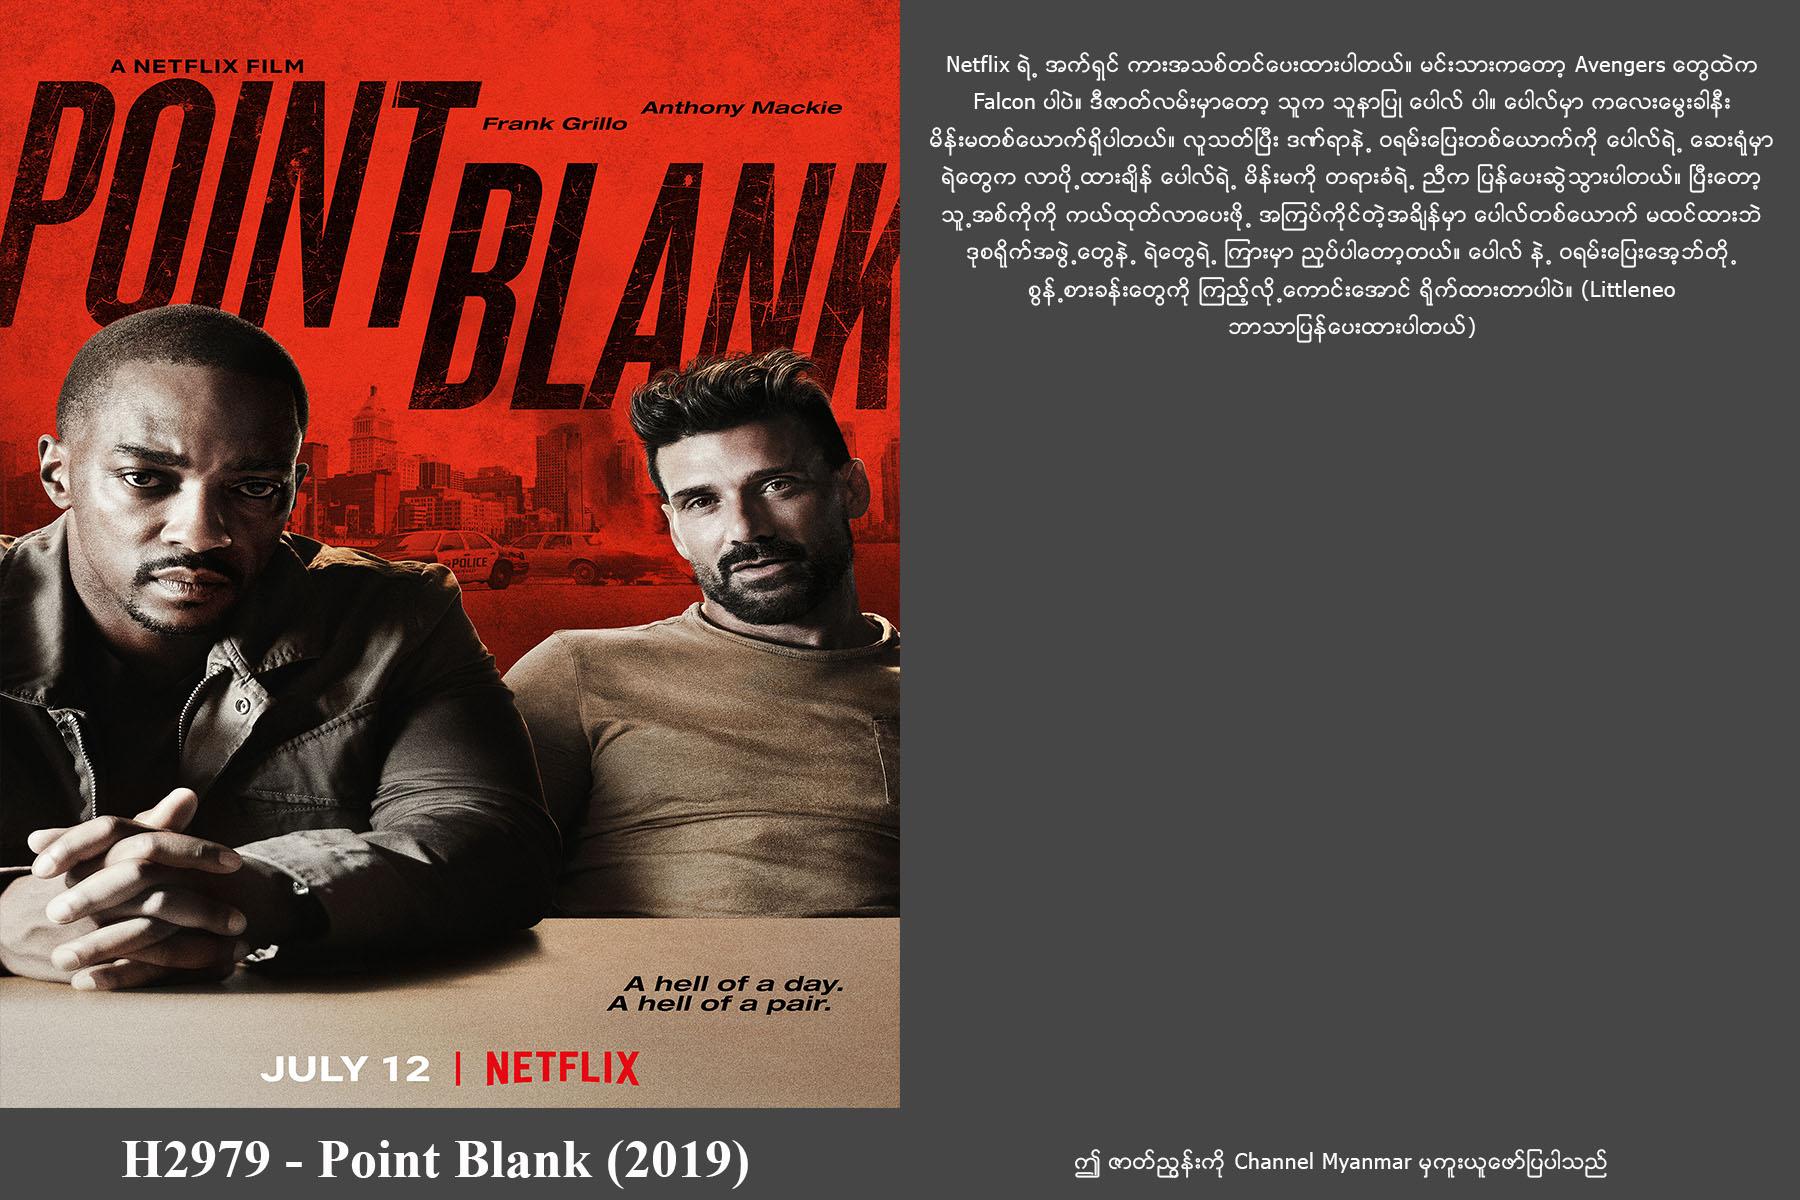 A NETFLIX FILM
POINT
Frank Grillo
Anthony Mackie
BLANK
POLICE
A hell of a day.
A hell of a pair.
JULY 12 | NETFLIX
H2979 - Point Blank (2019)
Netflix ရဲ့ အက်ရှင် ကားအသစ်တင်ပေးထားပါတယ်။ မင်းသားကတော့ Avengers တွေထဲက
Falcon ပါပဲ။ ဒီဇာတ်လမ်းမှာတော့ သူက သူနာပြု ပေါလ် ပါ။ ပေါလ်မှာ ကလေးမွေးခါနီး
မိန်းမတစ်ယောက်ရှိပါတယ်။ လူသတ်ပြီး ဒဏ်ရာနဲ့ ဝရမ်းပြေးတစ်ယောက်ကို ပေါလ်ရဲ့ ဆေးရုံမှာ
ရဲတွေက လာပို့ထားချိန် ပေါလ်ရဲ့ မိန်းမကို တရားခံရဲ့ ညီက ပြန်ပေးဆွဲသွားပါတယ်။ ပြီးတော့
သူ့အစ်ကိုကို ကယ်ထုတ်လာပေးဖို့ အကြပ်ကိုင်တဲ့အချိန်မှာ ပေါလ်တစ်ယောက် မထင်ထားဘဲ
ဒုစရိုက်အဖွဲ့တွေနဲ့ ရဲတွေရဲ့ ကြားမှာ ညှပ်ပါတော့တယ်။ ပေါလ် နဲ့ ဝရမ်းပြေးအေ့ဘ်တို့
စွန့်စားခန်းတွေကို ကြည့်လို့ကောင်းအောင် ရိုက်ထားတာပါပဲ။ (Littleneo
ဘာသာပြန်ပေးထားပါတယ်)
ဤ ဇာတ်ညွှန်းကို Channel Myanmar မှကူးယူဖော်ပြပါသည်